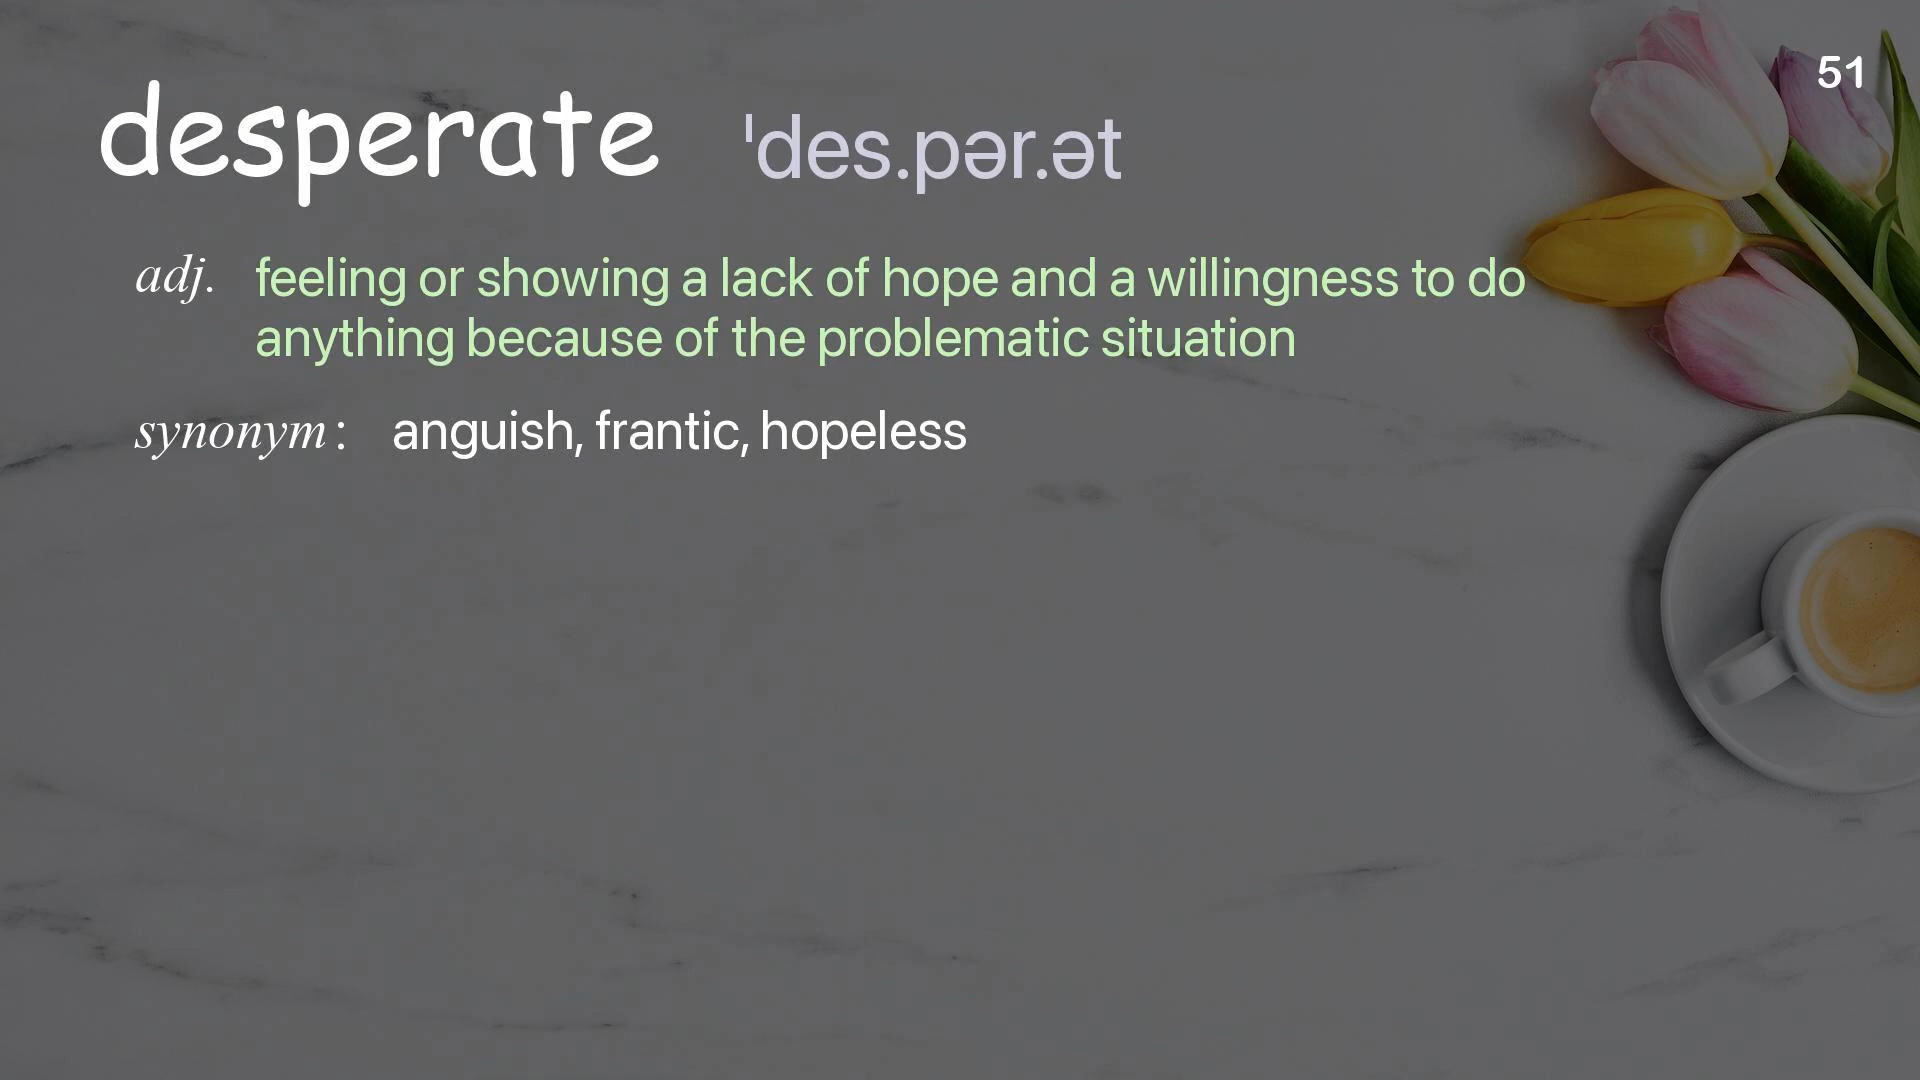 51
desperate ˈdes.pər.ət
adj. feeling or showing a lack of hope and a willingness to do
anything because of the problematic situation
synonym: anguish, frantic, hopeless